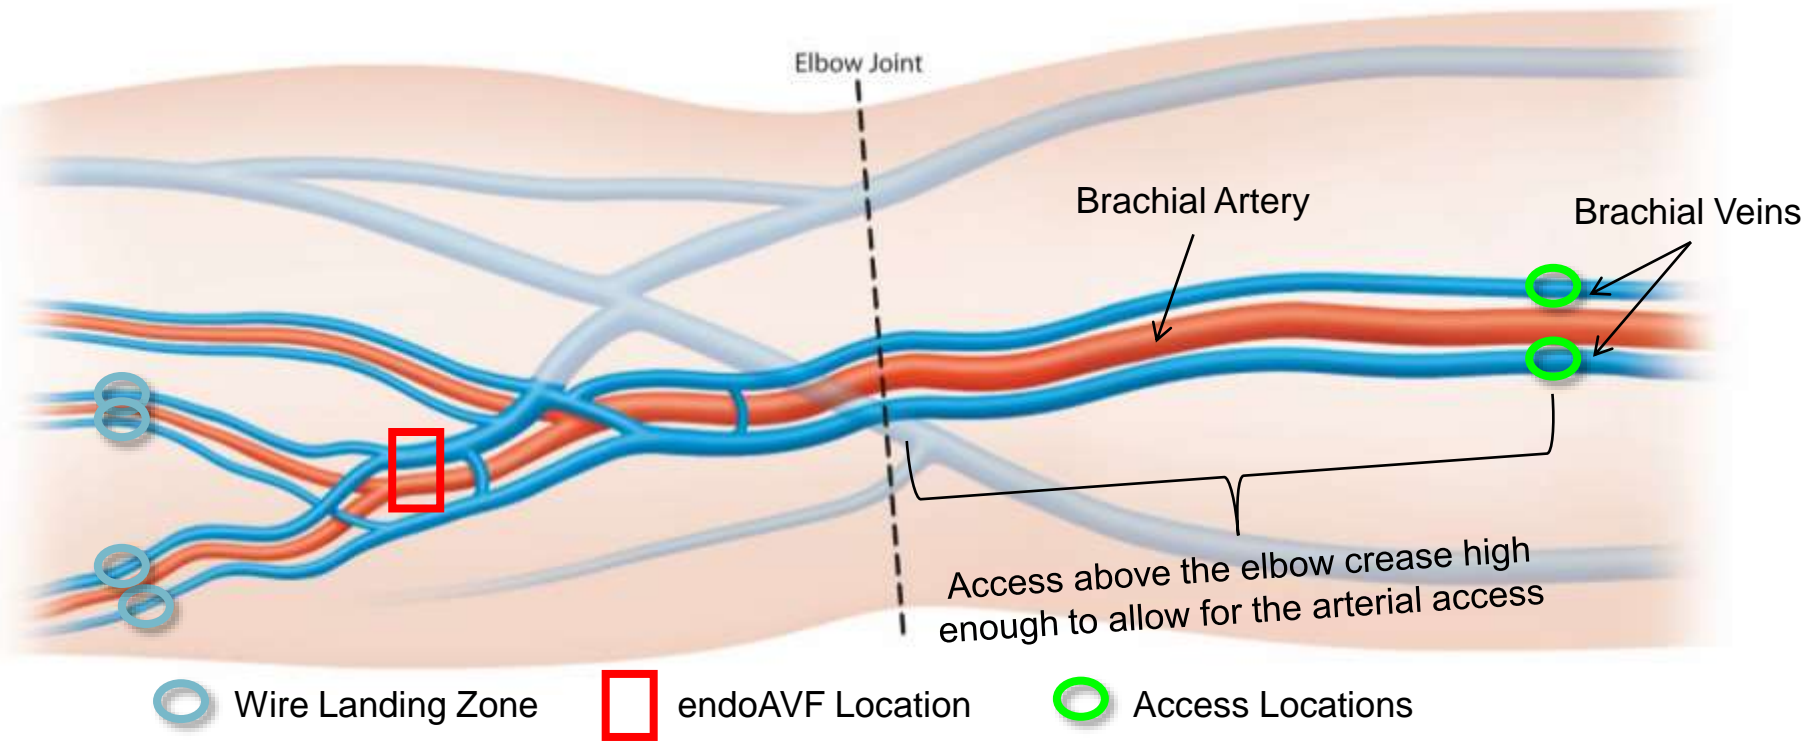 Elbow Joint
Brachial Artery
Brachial Veins
Access above the elbow crease high
enough to allow for the arterial access
Wire Landing Zone
endoAVF Location
Access Locations